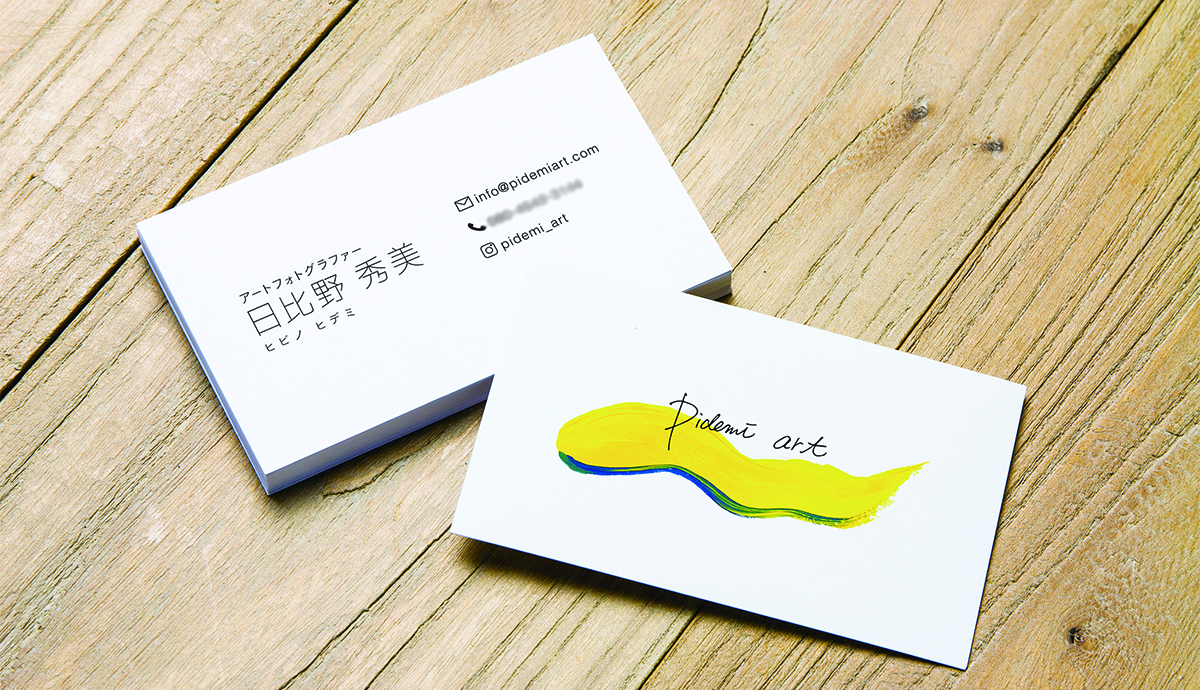 アートフォトグラファー
日比野 秀美
ヒビノ ヒデミ
info@pidemiart.com
pidemi_art
Pidemi art